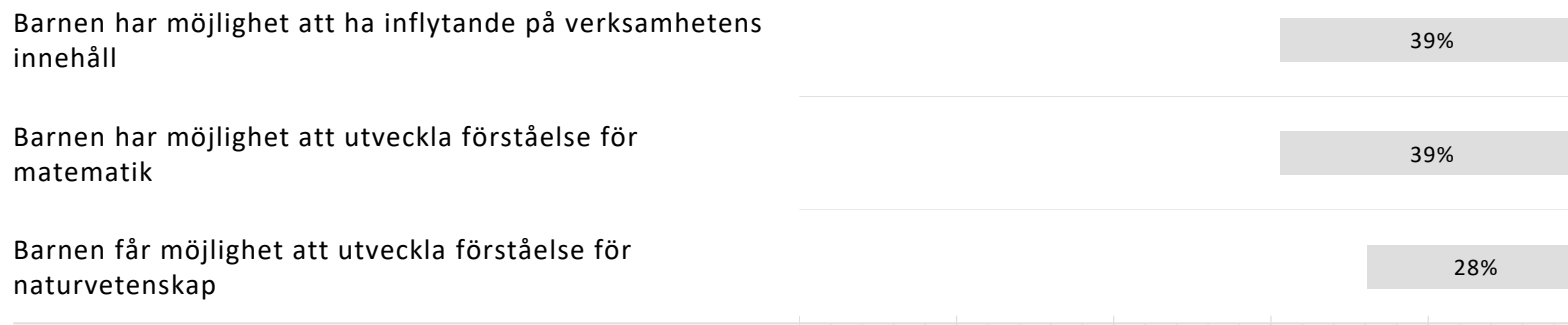 Barnen har möjlighet att ha inflytande på verksamhetens
innehåll
39%
Barnen har möjlighet att utveckla förståelse för
matematik
39%
Barnen får möjlighet att utveckla förståelse för
naturvetenskap
28%